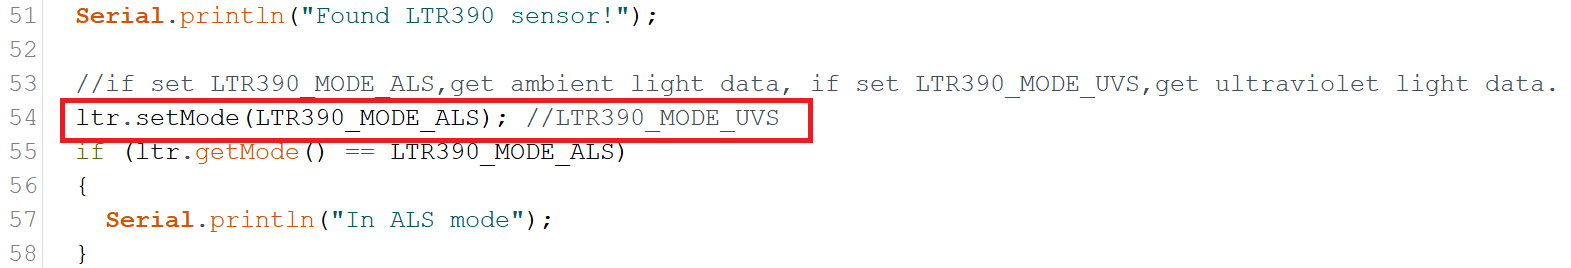 51 Serial.println("Found LTR390 sensor!");
52
53 //if set LTR390_MODE_ALS,get ambient light data, if set LTR390_MODE_UVS,get ultraviolet light data.
54 ltr.setMode(LTR390_MODE_ALS); //LTR390_MODE_UVS
55 if (ltr.getMode() == LTR390_MODE_ALS)
56 {
57 Serial.println("In ALS mode");
58 }